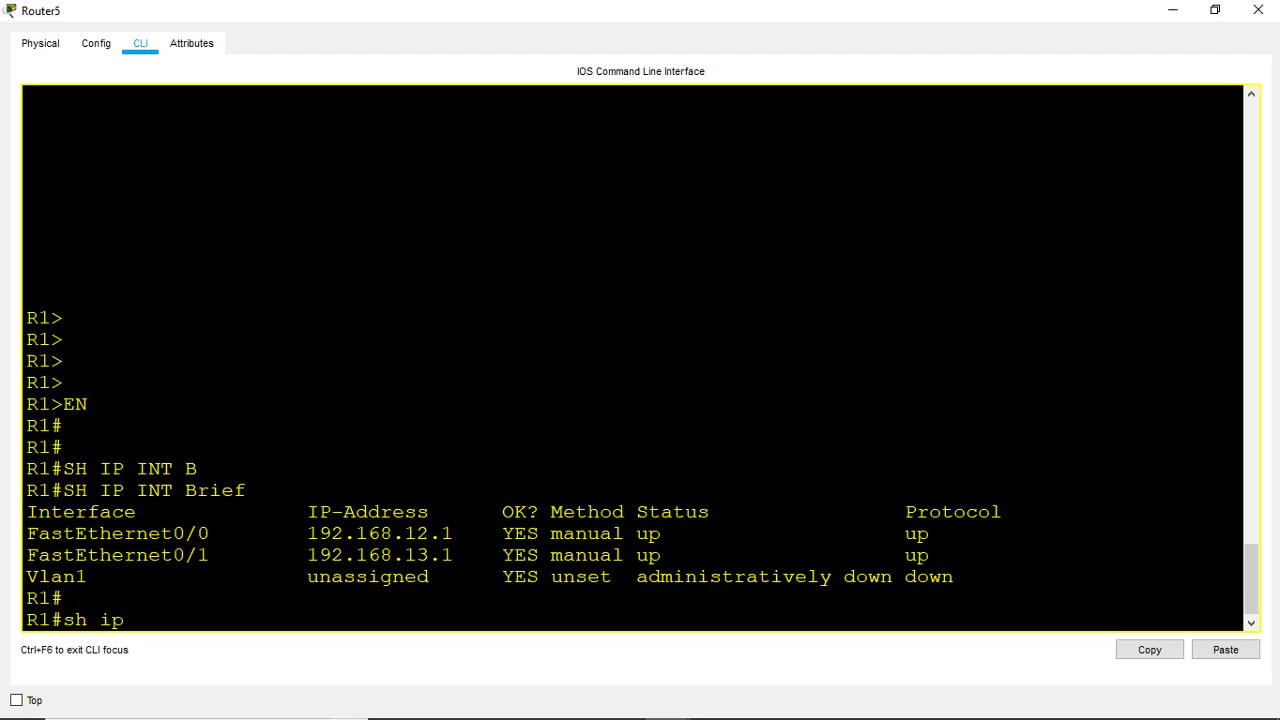 Router5
Physical Config CLI Attributes
IOS Command Line Interface
R1>
R1>
R1>
R1>
R1>EN
R1#
R1#
R1#SH IP INT B
R1#SH IP INT Brief
Interface IP-Address OK? Method Status Protocol
FastEthernet0/0 192.168.12.1 YES manual up up
FastEthernet0/1 192.168.13.1 YES manual up up
Vlan1 unassigned YES unset administratively down down
R1#
R1#sh ip
Ctrl+F6 to exit CLI focus Copy Paste
Top